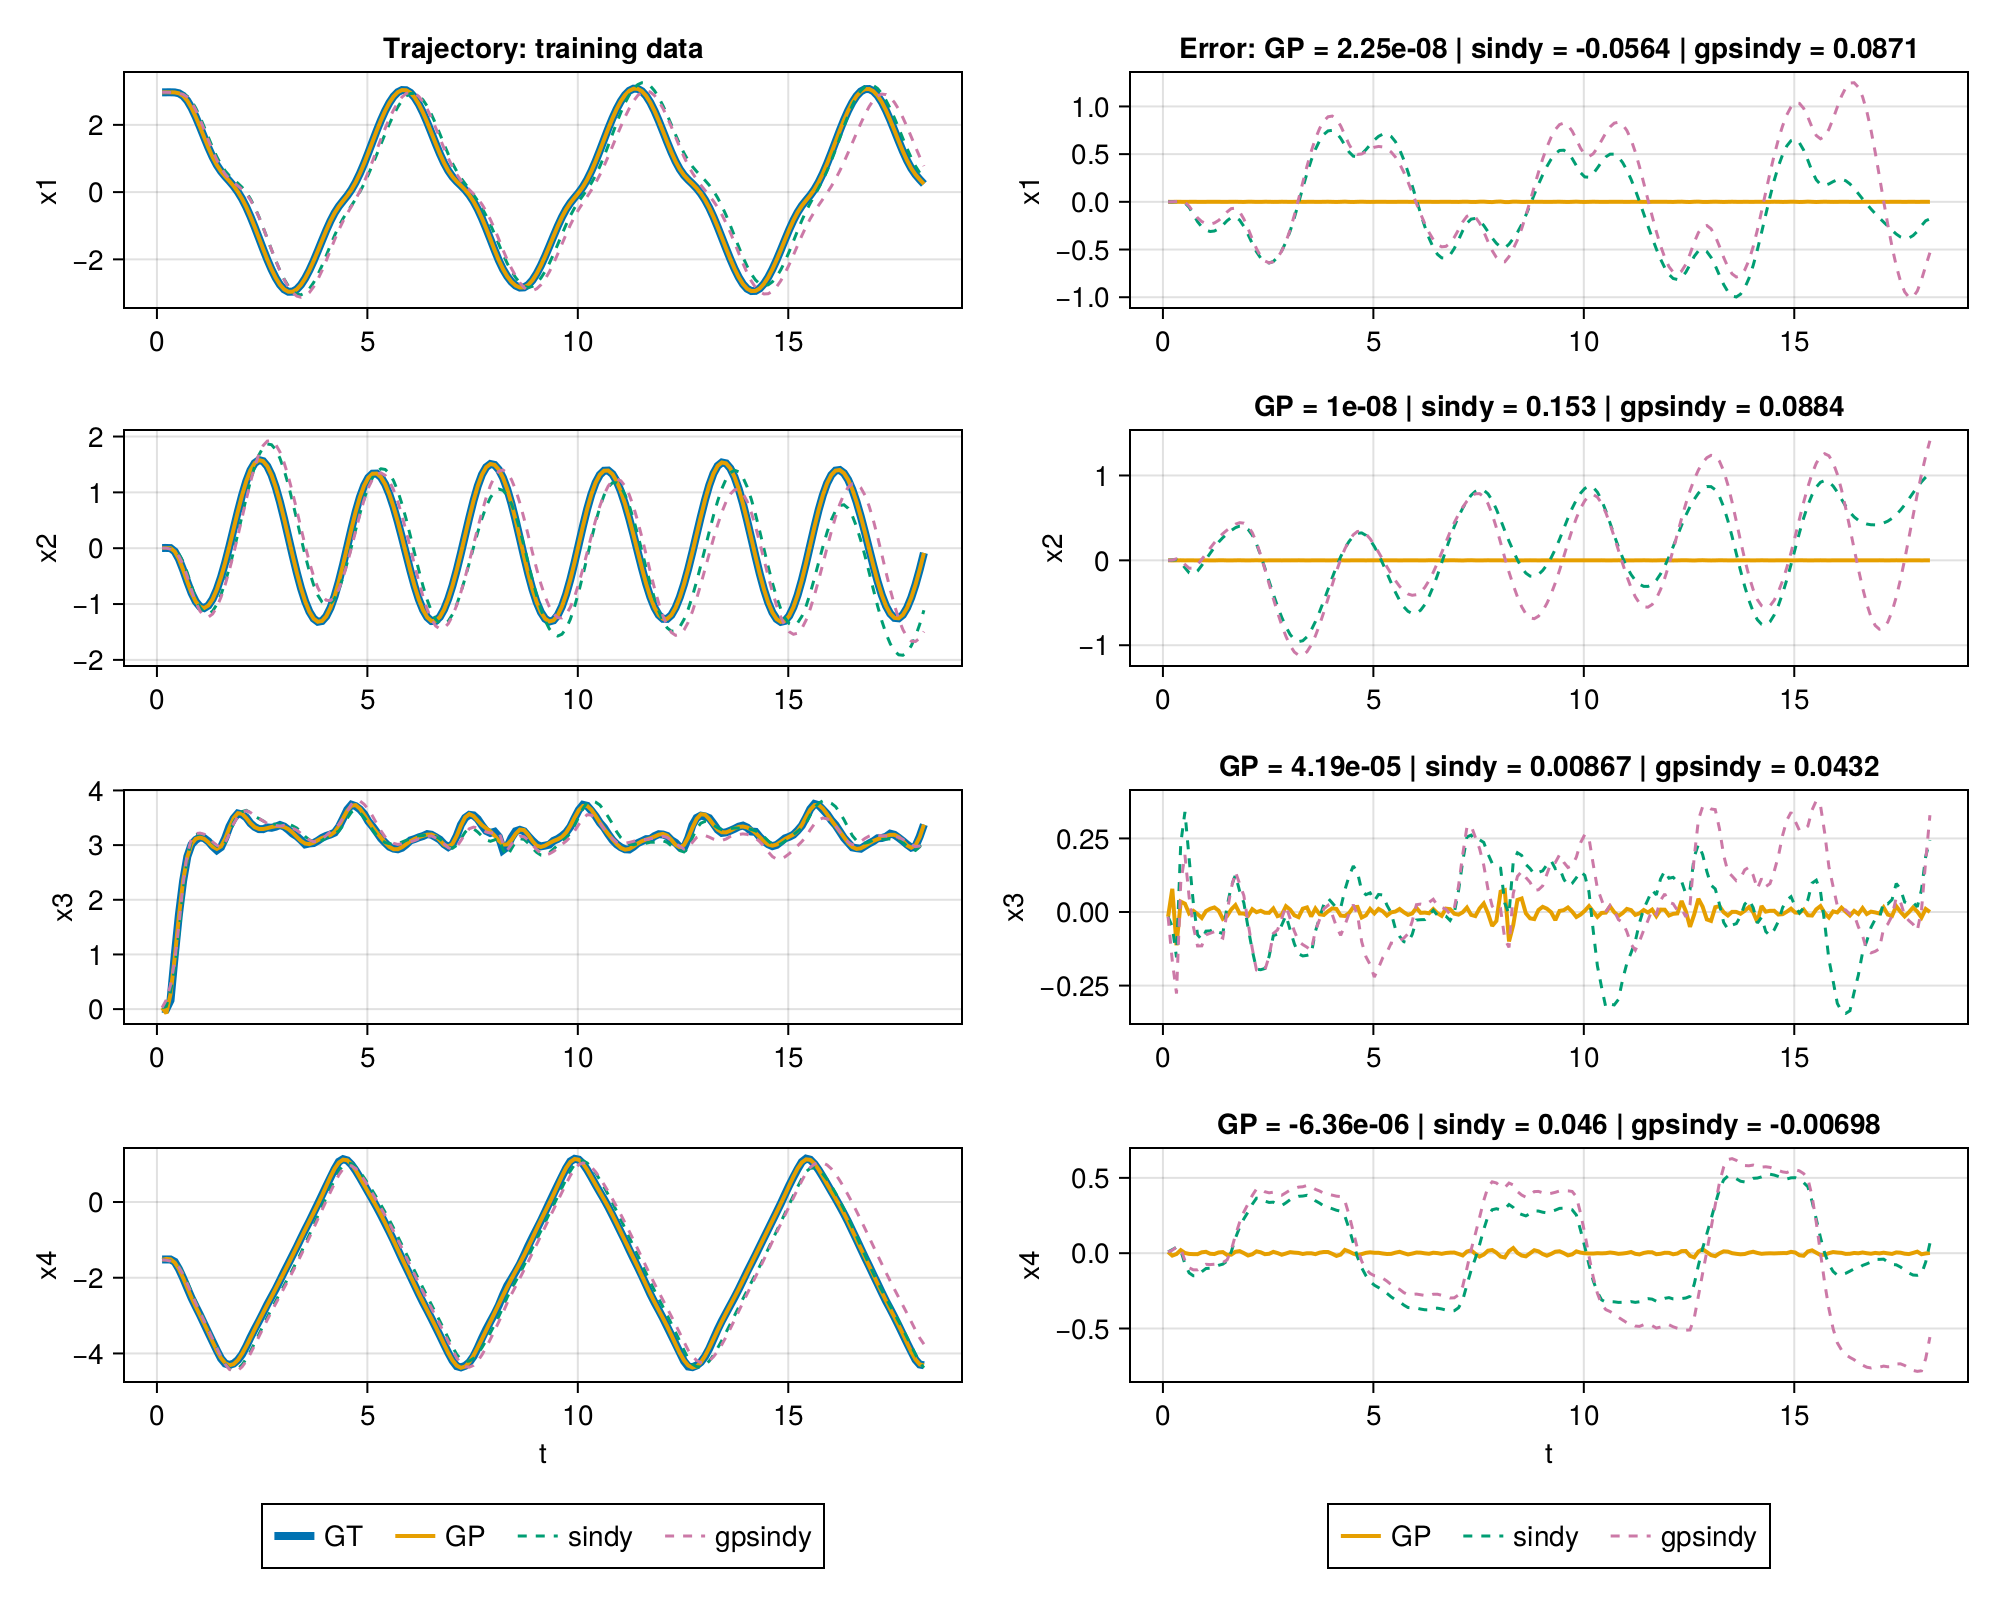 Trajectory: training data
x1
2
0
−2
0 5 10 15
Error: GP = 2.25e-08 | sindy = -0.0564 | gpsindy = 0.0871
x1
1.0
0.5
0.0
−0.5
−1.0
0 5 10 15
x2
2
1
0
−1
−2
0 5 10 15
GP = 1e-08 | sindy = 0.153 | gpsindy = 0.0884
x2
1
0
−1
0 5 10 15
x3
4
3
2
1
0
0 5 10 15
GP = 4.19e-05 | sindy = 0.00867 | gpsindy = 0.0432
x3
0.25
0.00
−0.25
0 5 10 15
x4
0
−2
−4
0 5 10 15
t
GP = -6.36e-06 | sindy = 0.046 | gpsindy = -0.00698
x4
0.5
0.0
−0.5
0 5 10 15
t
GT GP sindy gpsindy
GP sindy gpsindy